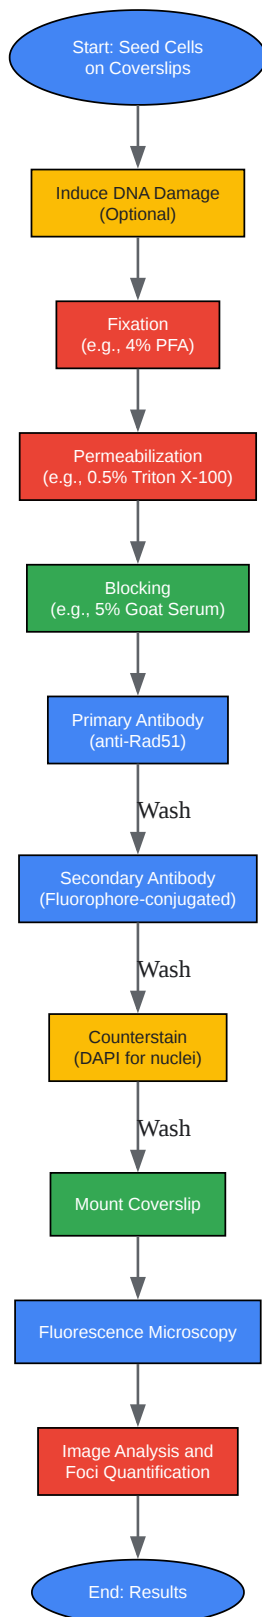 Start: Seed Cells
on Coverslips
Induce DNA Damage
(Optional)
Fixation
(e.g., 4% PFA)
Permeabilization
(e.g., 0.5% Triton X-100)
Blocking
(e.g., 5% Goat Serum)
Primary Antibody
(anti-Rad51)
Wash
Secondary Antibody
(Fluorophore-conjugated)
Wash
Counterstain
(DAPI for nuclei)
Wash
Mount Coverslip
Fluorescence Microscopy
Image Analysis and
Foci Quantification
End: Results